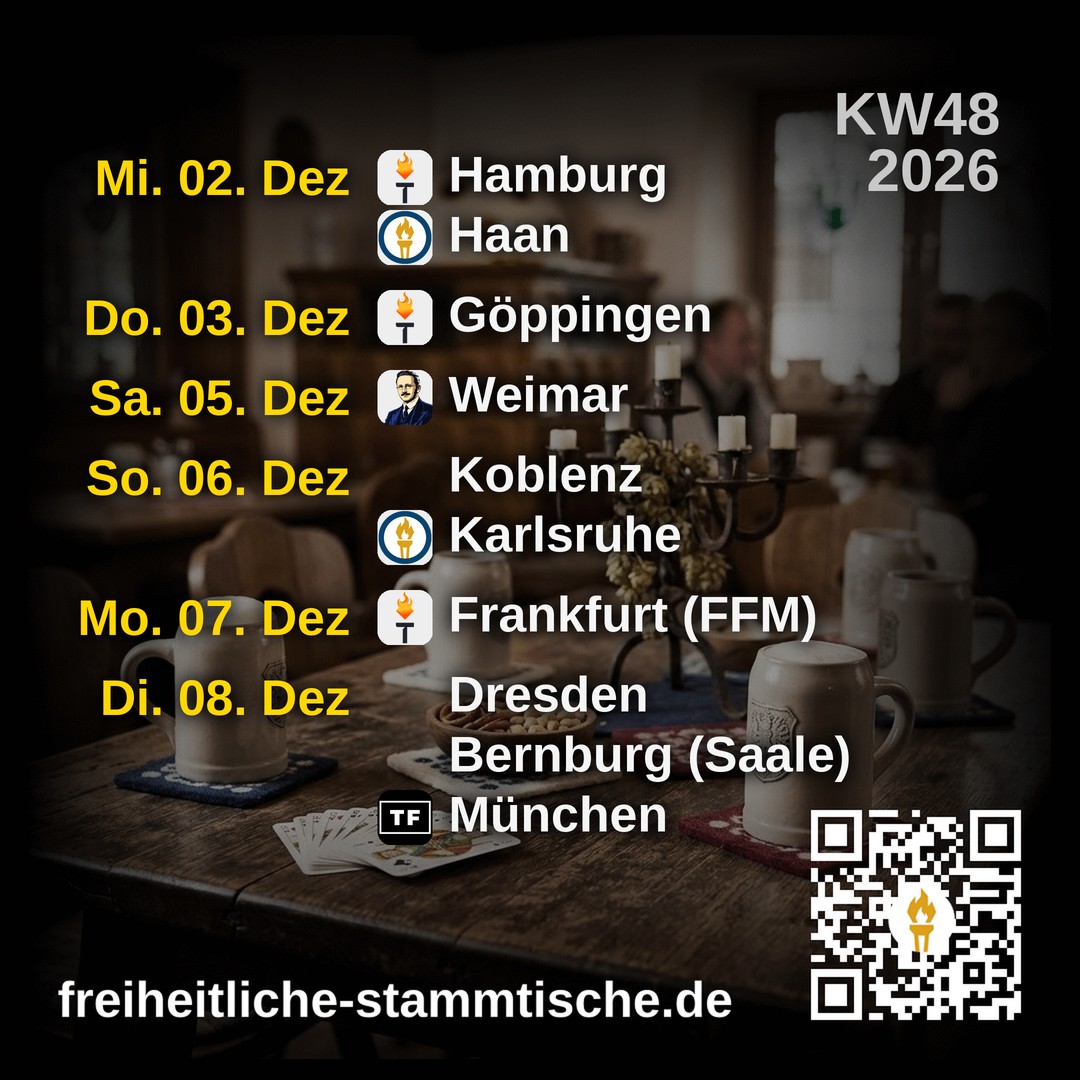 KW48
2026
Mi. 02. Dez Hamburg
Haan
Do. 03. Dez Göppingen
Sa. 05. Dez Weimar
So. 06. Dez Koblenz
Karlsruhe
Mo. 07. Dez Frankfurt (FFM)
Di. 08. Dez Dresden
Bernburg (Saale)
TF München
freiheitliche-stammtische.de